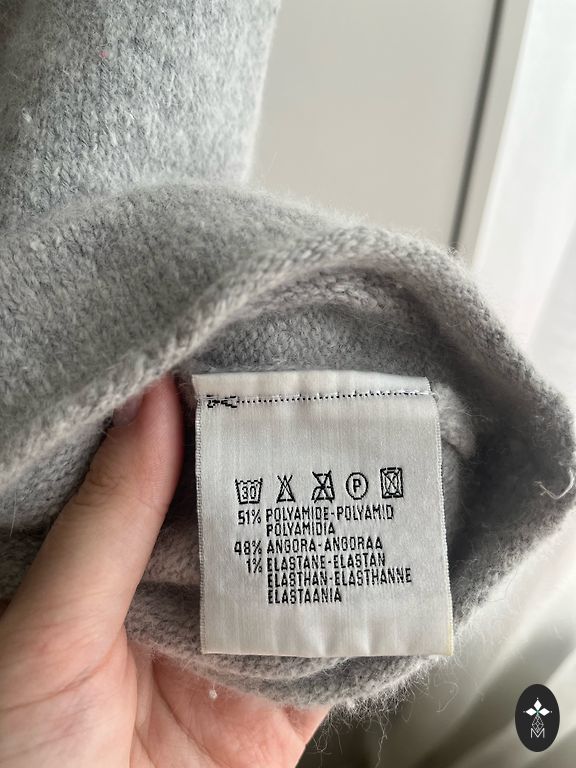 30
P
51% POLYAMIDE-POLYAMID
POLYAMIDIA
48% ANGORA-ANGORAA
1% ELASTANE-ELASTAN
ELASTHAN-ELASTHANNE
ELASTAANIA
M